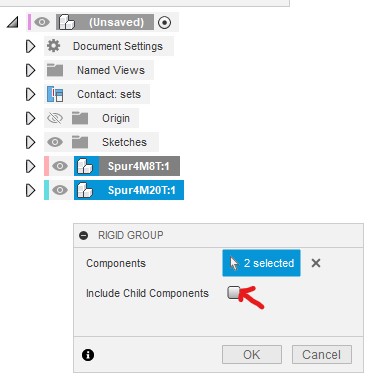 (Unsaved)
Document Settings
Named Views
Contact: sets
Origin
Sketches
Spur4M8T:1
Spur4M20T:1
RIGID GROUP
Components 2 selected
Include Child Components
OK Cancel